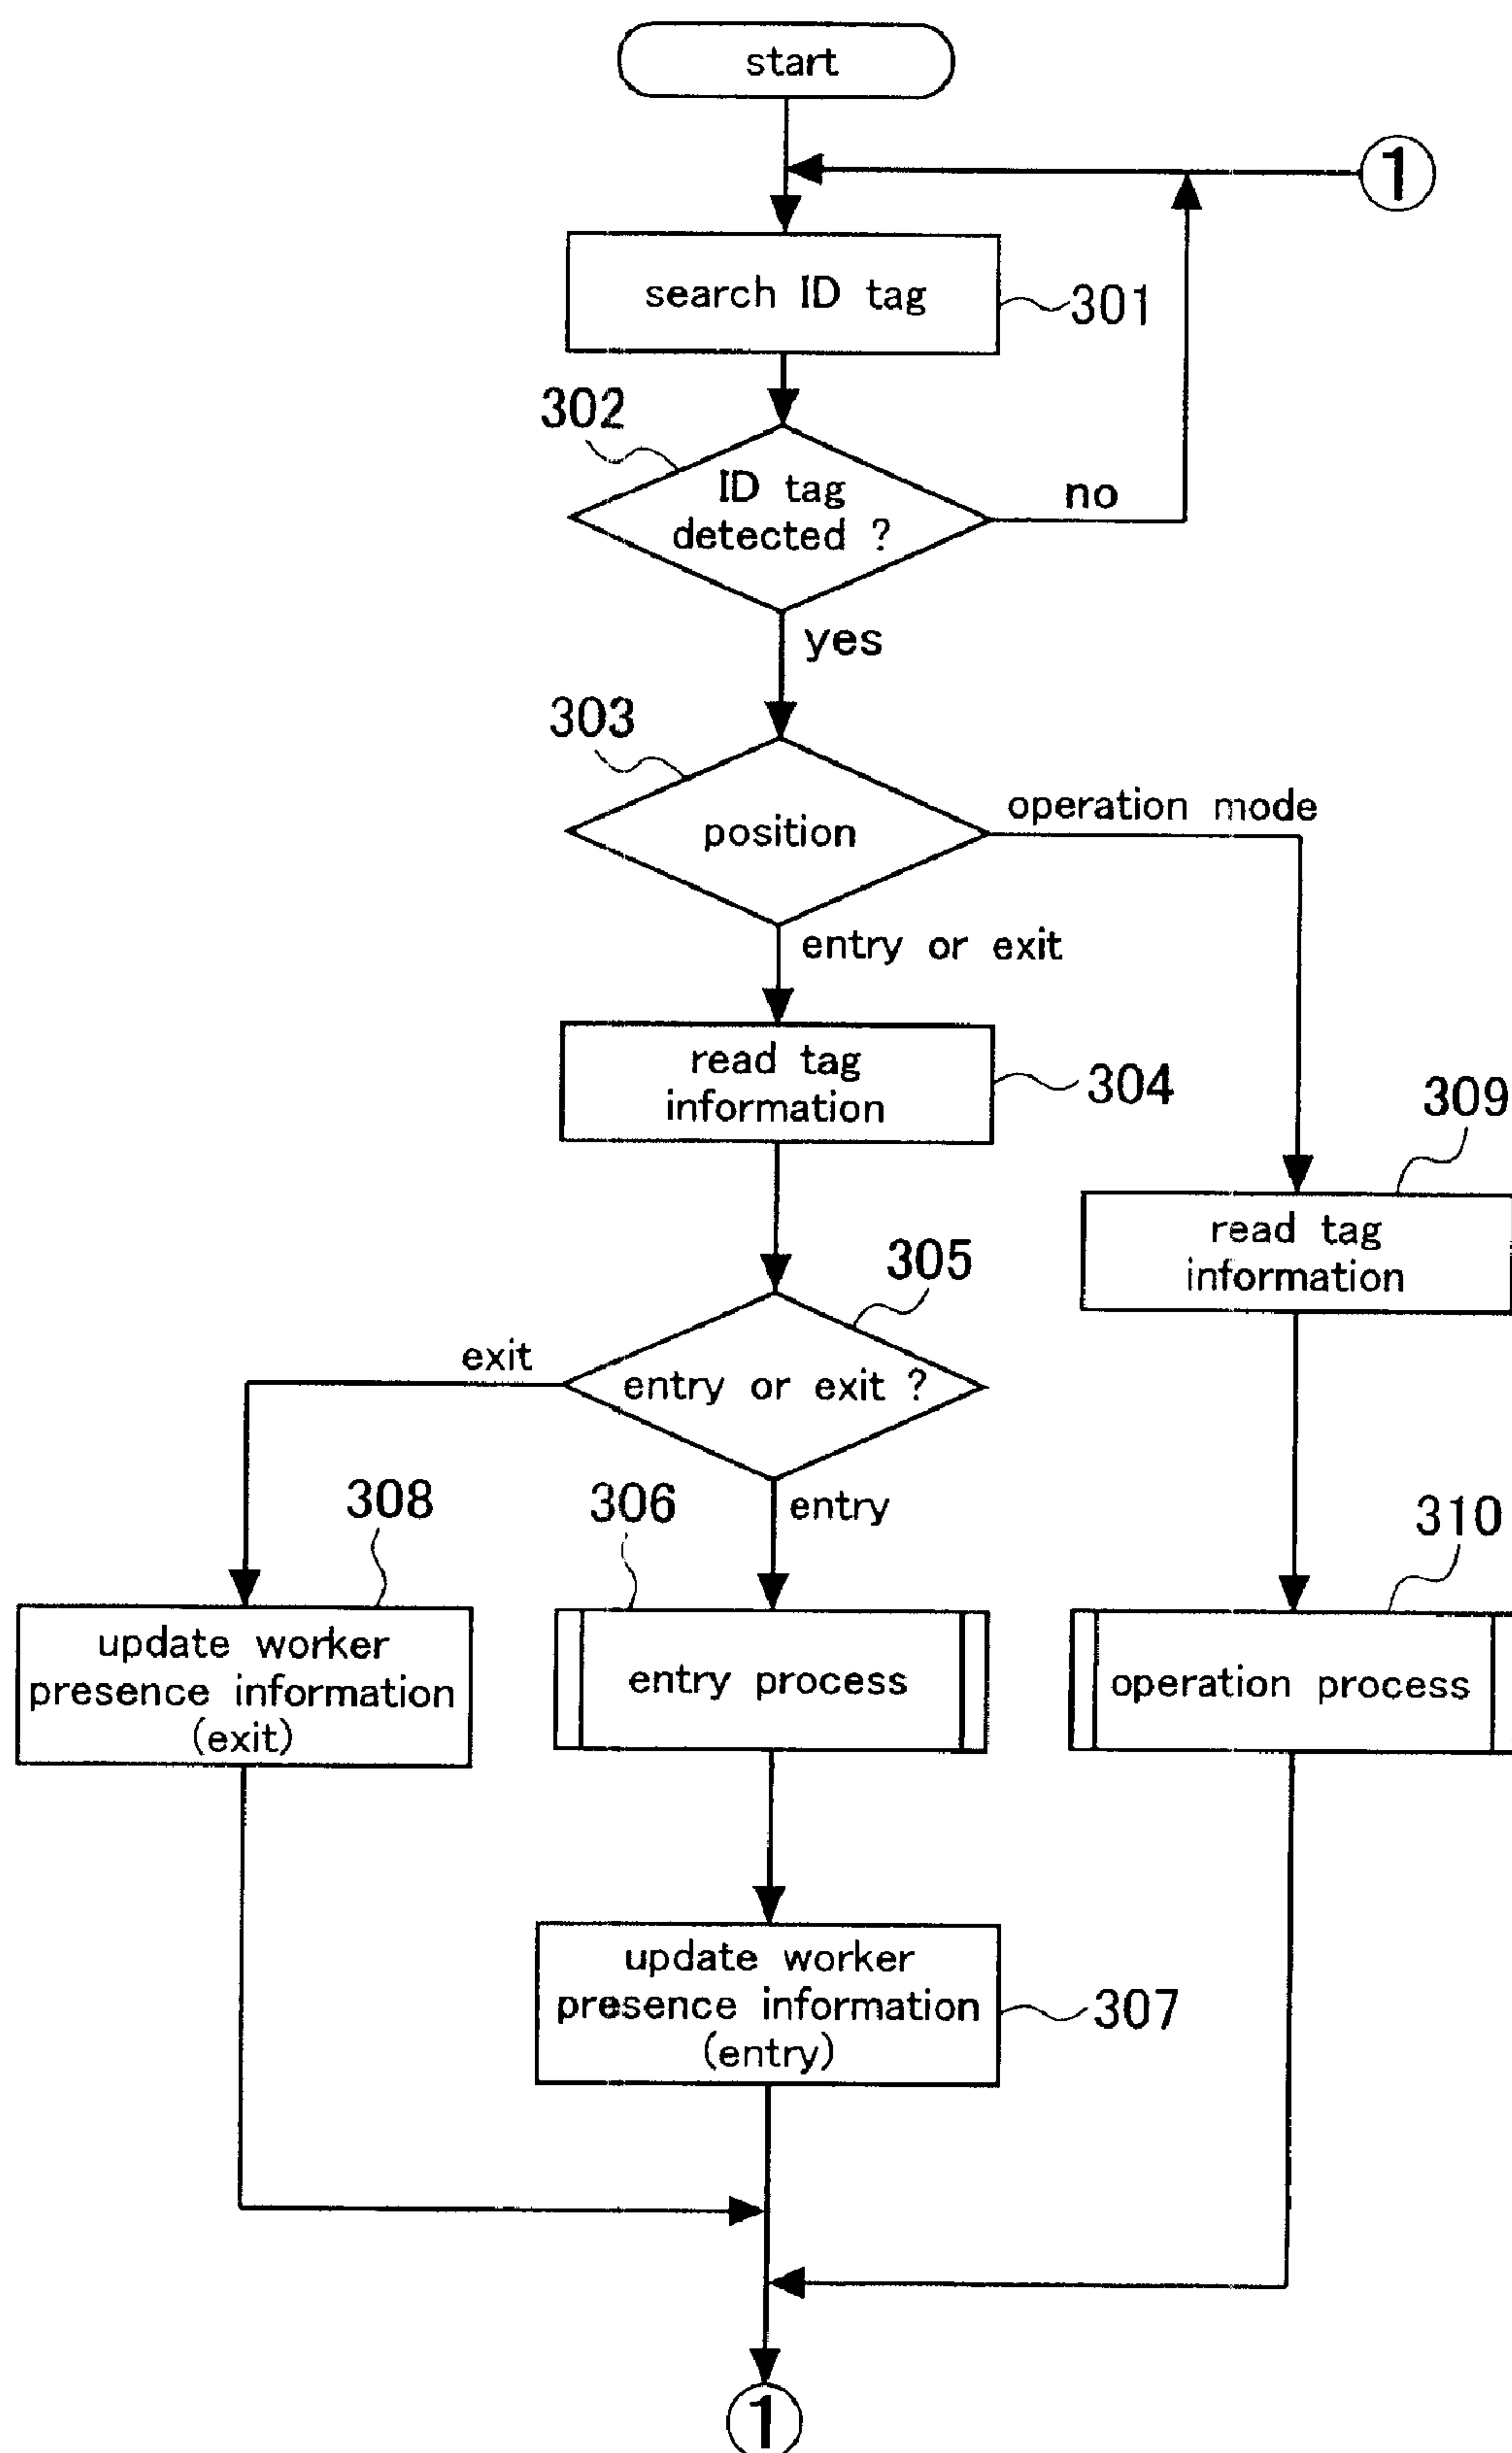 start
1
search ID tag
301
302
ID tag
detected ?
no
yes
303
position
operation mode
entry or exit
read tag
information
304
309
read tag
information
305
exit
entry or exit ?
entry
308
306
310
update worker
presence information
(exit)
entry process
operation process
update worker
presence information
(entry)
307
1